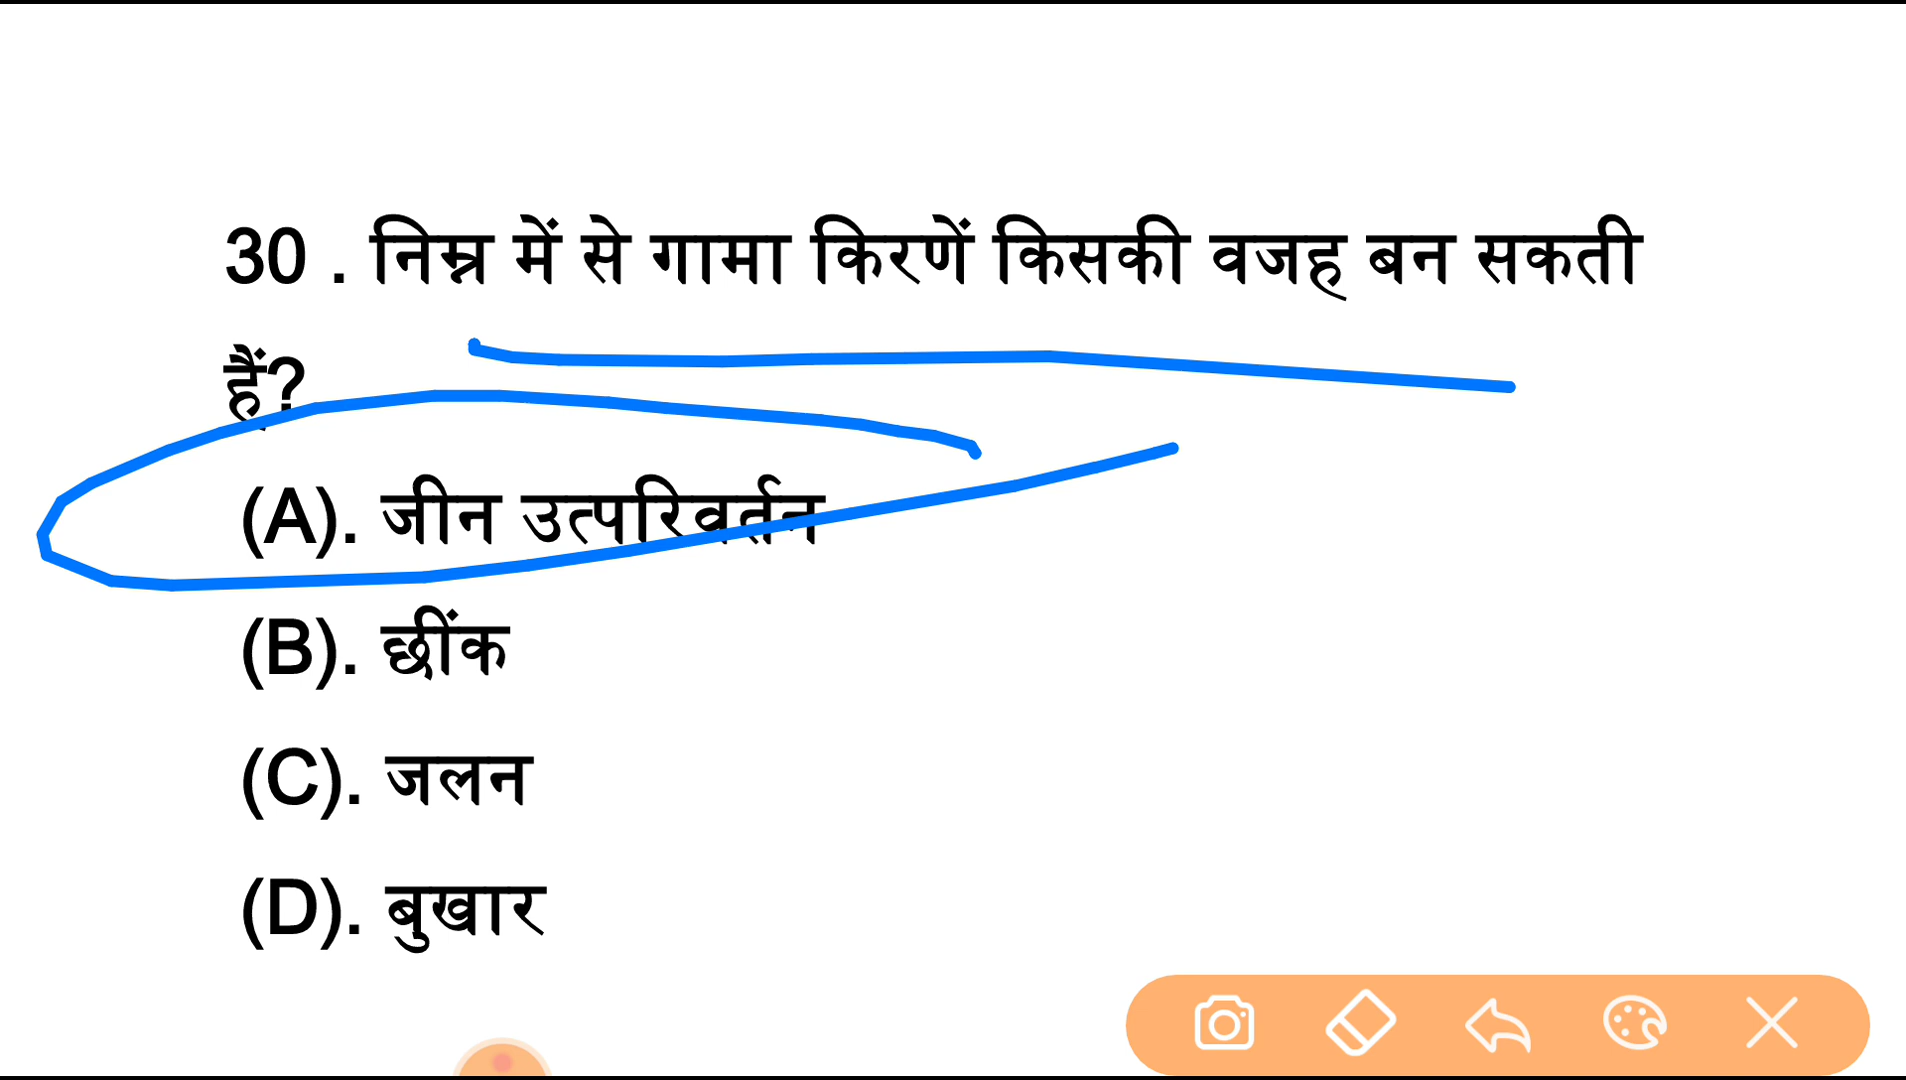 30 . निम्न में से गामा किरणें किसकी वजह बन सकती
हैं?
(A). जीन उत्परिवर्तन
(B). छींक
(C). जलन
(D). बुखार